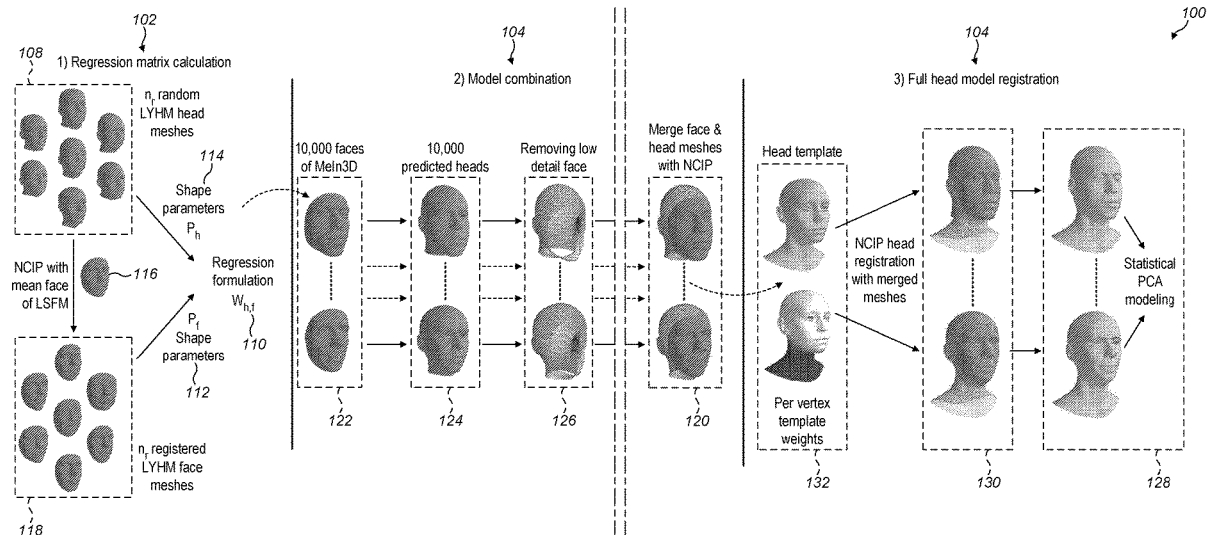 100
102
1) Regression matrix calculation
108
n_r random
LYHM head
meshes
114
Shape
parameters
P_h
NCIP with
mean face
of LSFM
116
Regression
formulation
W_h,f
110
P_f
Shape
parameters
112
n_r registered
LYHM face
meshes
118
104
2) Model combination
10,000 faces
of MeIn3D
122
10,000
predicted heads
124
Removing low
detail face
126
Merge face &
head meshes
with NCIP
120
104
3) Full head model registration
Head template
Per vertex
template
weights
132
NCIP head
registration
with merged
meshes
130
Statistical
PCA
modeling
128